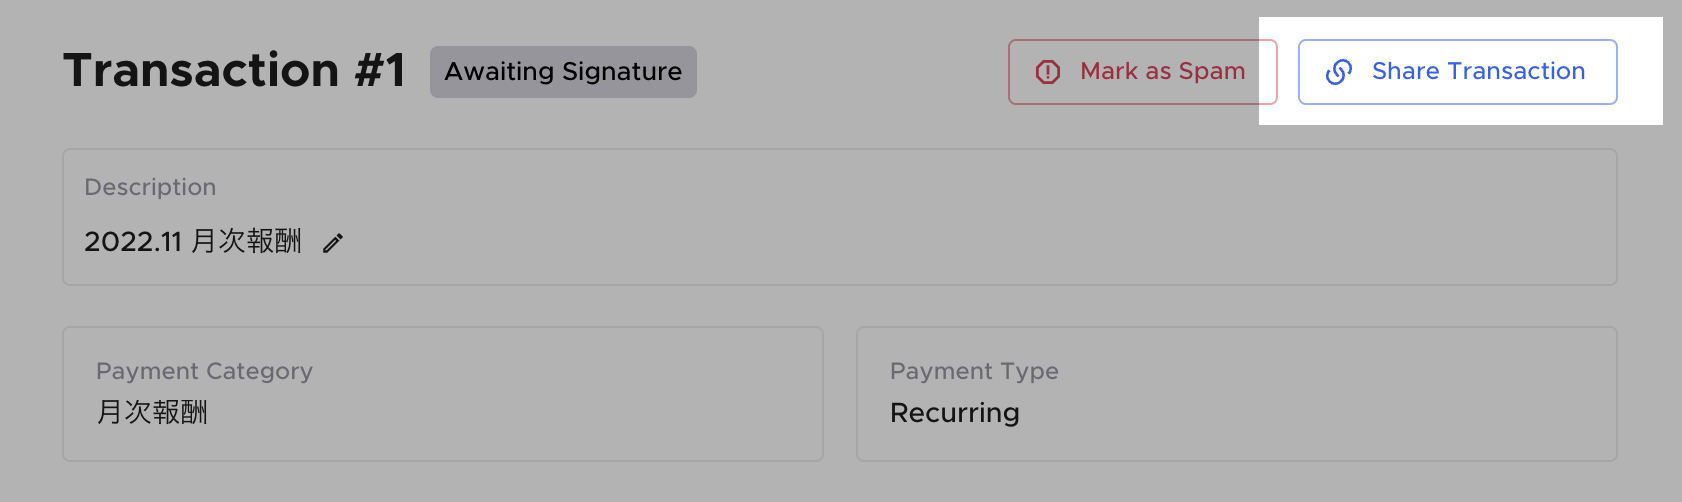 Transaction #1 Awaiting Signature Mark as Spam Share Transaction
Description
2022.11 月次報酬
Payment Category
月次報酬
Payment Type
Recurring